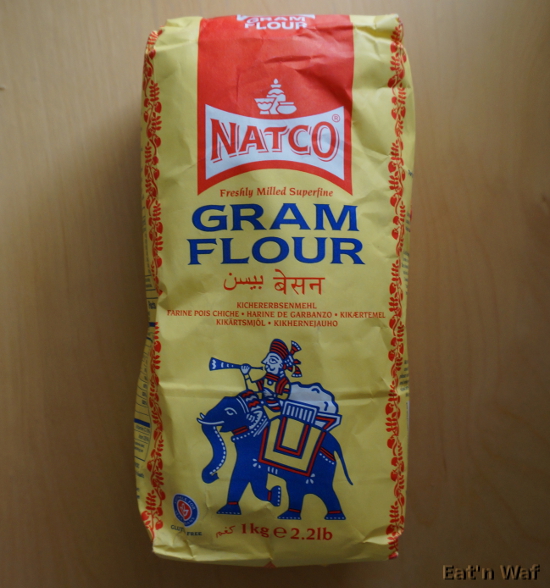 GRAM
FLOUR
NATCO®
Freshly Milled Superfine
GRAM
FLOUR
بیسن बेसन
KICHERERBSENMEHL
FARINE POIS CHICHE • HARINE DE GARBANZO • KIKÆRTEMEL
KIKÄRTSMJÖL • KIKHERNEJAUHO
كغم 1kg e 2.2lb
Eat'n Waf